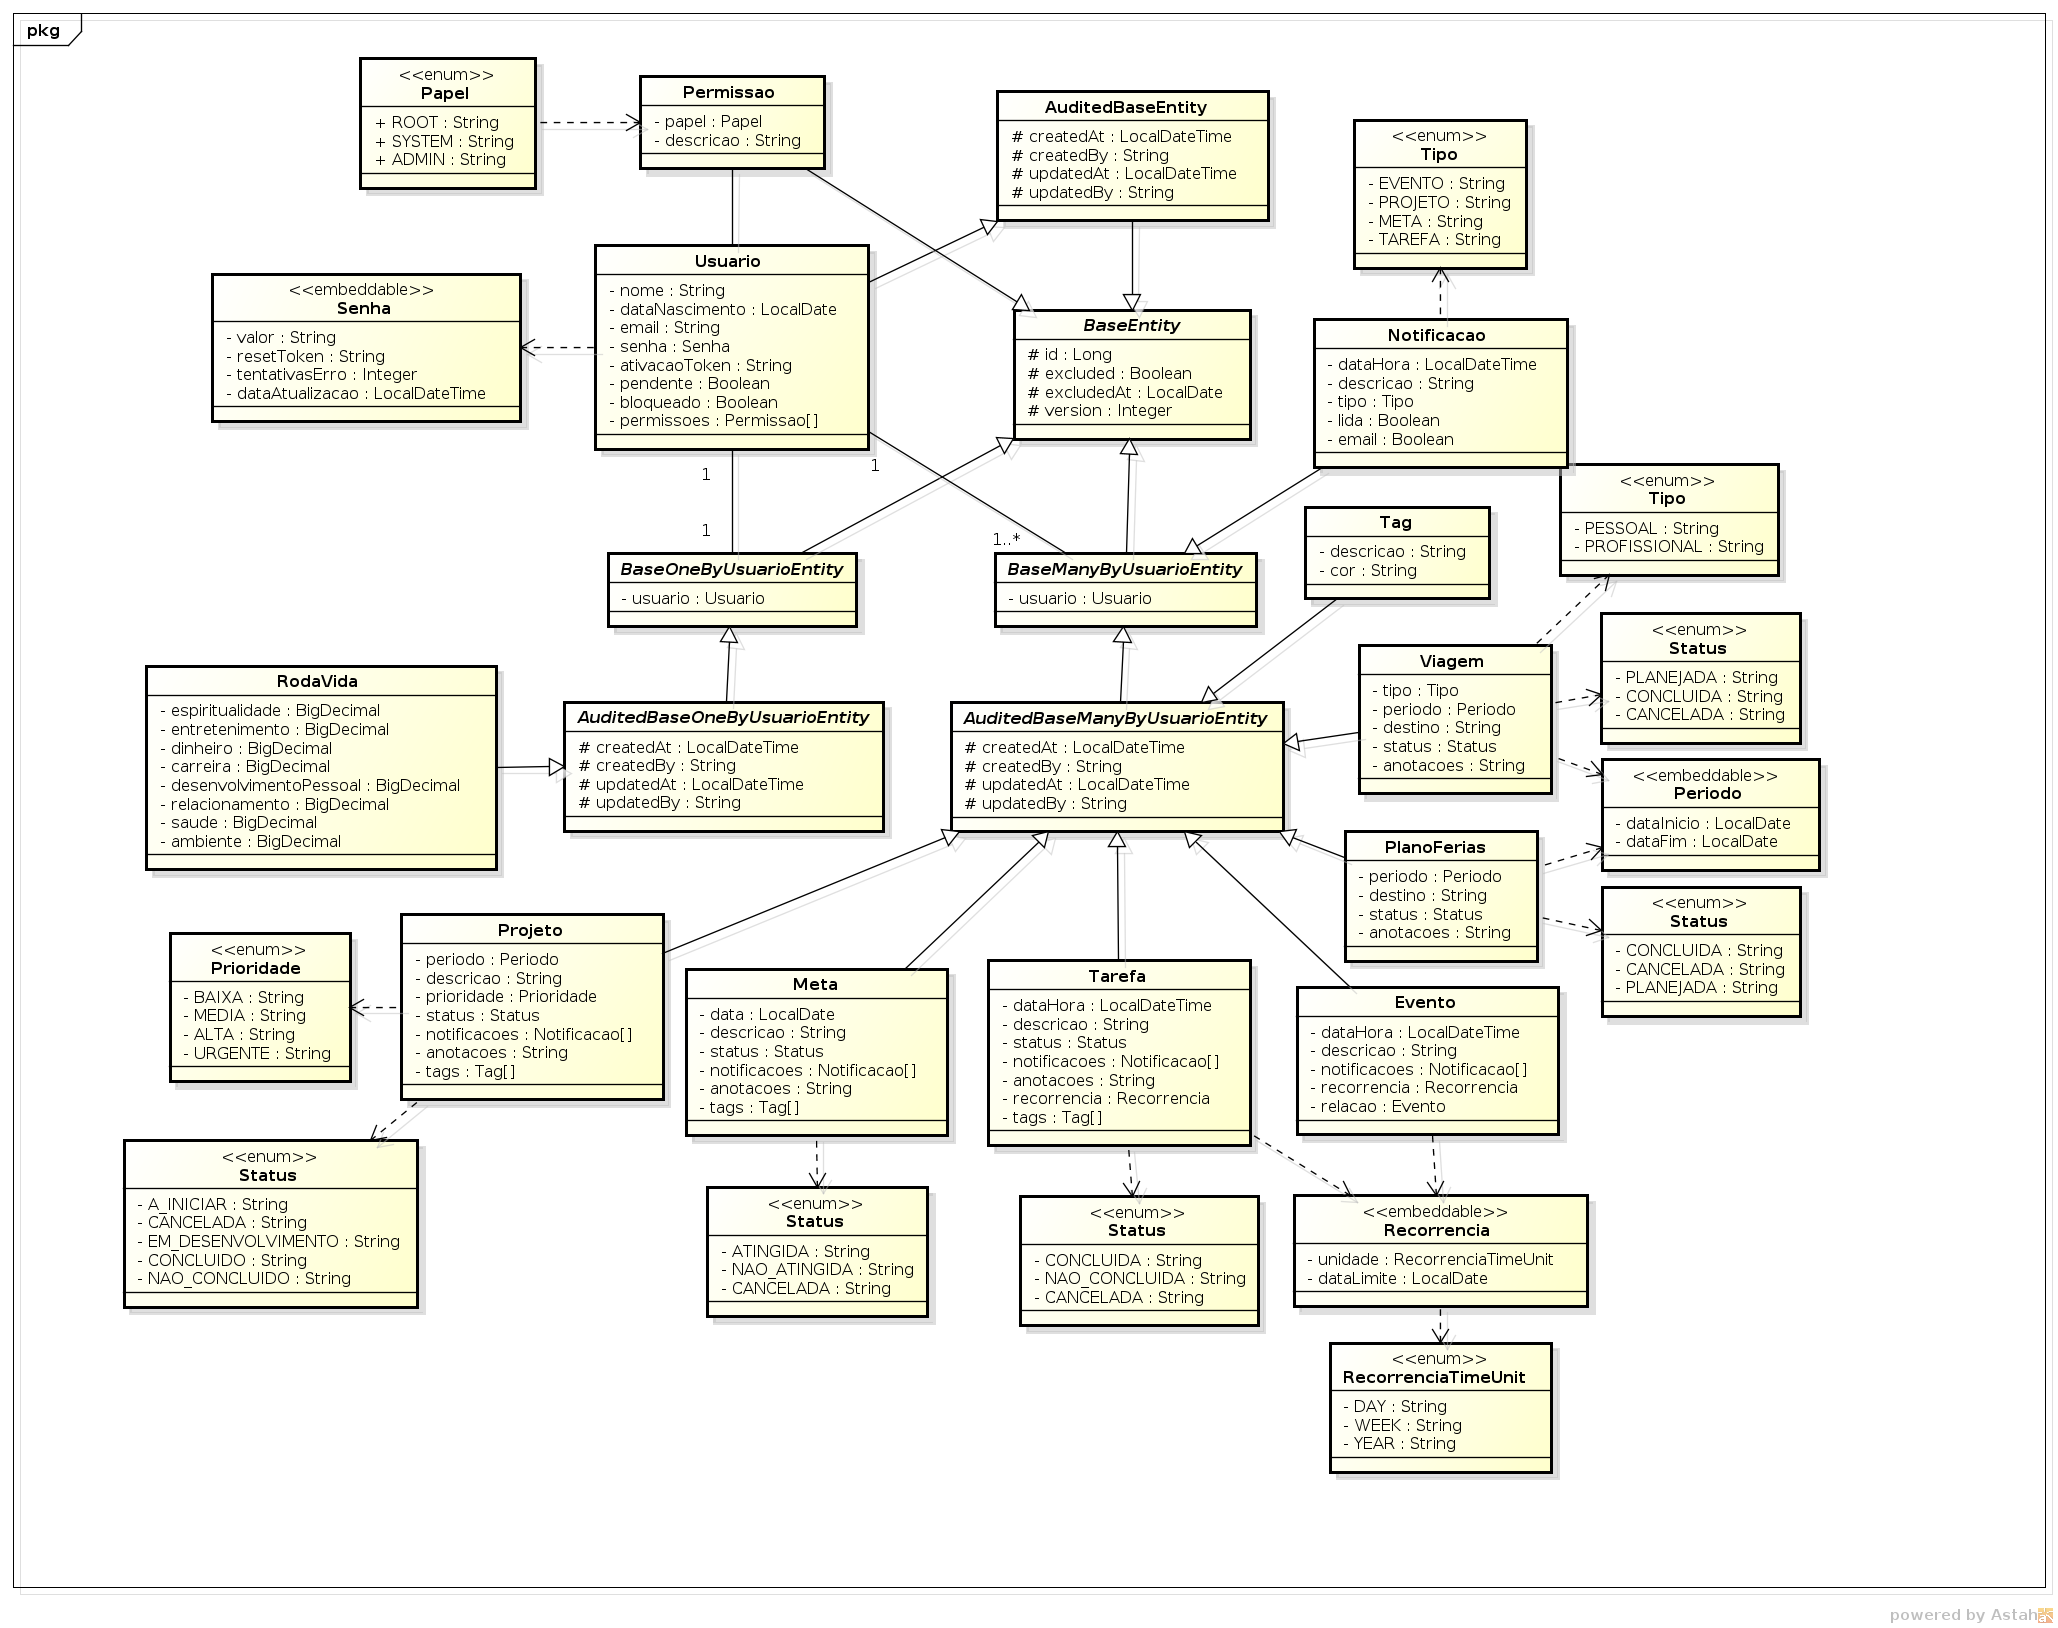 pkg
<<enum>>
Papel
+ ROOT : String
+ SYSTEM : String
+ ADMIN : String
Permissao
- papel : Papel
- descricao : String
AuditedBaseEntity
# createdAt : LocalDateTime
# createdBy : String
# updatedAt : LocalDateTime
# updatedBy : String
<<enum>>
Tipo
- EVENTO : String
- PROJETO : String
- META : String
- TAREFA : String
<<embeddable>>
Senha
- valor : String
- resetToken : String
- tentativasErro : Integer
- dataAtualizacao : LocalDateTime
Usuario
- nome : String
- dataNascimento : LocalDate
- email : String
- senha : Senha
- ativacaoToken : String
- pendente : Boolean
- bloqueado : Boolean
- permissoes : Permissao[]
BaseEntity
# id : Long
# excluded : Boolean
# excludedAt : LocalDate
# version : Integer
Notificacao
- dataHora : LocalDateTime
- descricao : String
- tipo : Tipo
- lida : Boolean
- email : Boolean
1
1
1
1..*
<<enum>>
Tipo
- PESSOAL : String
- PROFISSIONAL : String
Tag
- descricao : String
- cor : String
BaseOneByUsuarioEntity
- usuario : Usuario
BaseManyByUsuarioEntity
- usuario : Usuario
<<enum>>
Status
- PLANEJADA : String
- CONCLUIDA : String
- CANCELADA : String
Viagem
- tipo : Tipo
- periodo : Periodo
- destino : String
- status : Status
- anotacoes : String
RodaVida
- espiritualidade : BigDecimal
- entretenimento : BigDecimal
- dinheiro : BigDecimal
- carreira : BigDecimal
- desenvolvimentoPessoal : BigDecimal
- relacionamento : BigDecimal
- saude : BigDecimal
- ambiente : BigDecimal
AuditedBaseOneByUsuarioEntity
# createdAt : LocalDateTime
# createdBy : String
# updatedAt : LocalDateTime
# updatedBy : String
AuditedBaseManyByUsuarioEntity
# createdAt : LocalDateTime
# createdBy : String
# updatedAt : LocalDateTime
# updatedBy : String
<<embeddable>>
Periodo
- dataInicio : LocalDate
- dataFim : LocalDate
PlanoFerias
- periodo : Periodo
- destino : String
- status : Status
- anotacoes : String
<<enum>>
Status
- CONCLUIDA : String
- CANCELADA : String
- PLANEJADA : String
<<enum>>
Prioridade
- BAIXA : String
- MEDIA : String
- ALTA : String
- URGENTE : String
Projeto
- periodo : Periodo
- descricao : String
- prioridade : Prioridade
- status : Status
- notificacoes : Notificacao[]
- anotacoes : String
- tags : Tag[]
Meta
- data : LocalDate
- descricao : String
- status : Status
- notificacoes : Notificacao[]
- anotacoes : String
- tags : Tag[]
Tarefa
- dataHora : LocalDateTime
- descricao : String
- status : Status
- notificacoes : Notificacao[]
- anotacoes : String
- recorrencia : Recorrencia
- tags : Tag[]
Evento
- dataHora : LocalDateTime
- descricao : String
- notificacoes : Notificacao[]
- recorrencia : Recorrencia
- relacao : Evento
<<enum>>
Status
- A_INICIAR : String
- CANCELADA : String
- EM_DESENVOLVIMENTO : String
- CONCLUIDO : String
- NAO_CONCLUIDO : String
<<enum>>
Status
- ATINGIDA : String
- NAO_ATINGIDA : String
- CANCELADA : String
<<enum>>
Status
- CONCLUIDA : String
- NAO_CONCLUIDA : String
- CANCELADA : String
<<embeddable>>
Recorrencia
- unidade : RecorrenciaTimeUnit
- dataLimite : LocalDate
<<enum>>
RecorrenciaTimeUnit
- DAY : String
- WEEK : String
- YEAR : String
powered by Astah